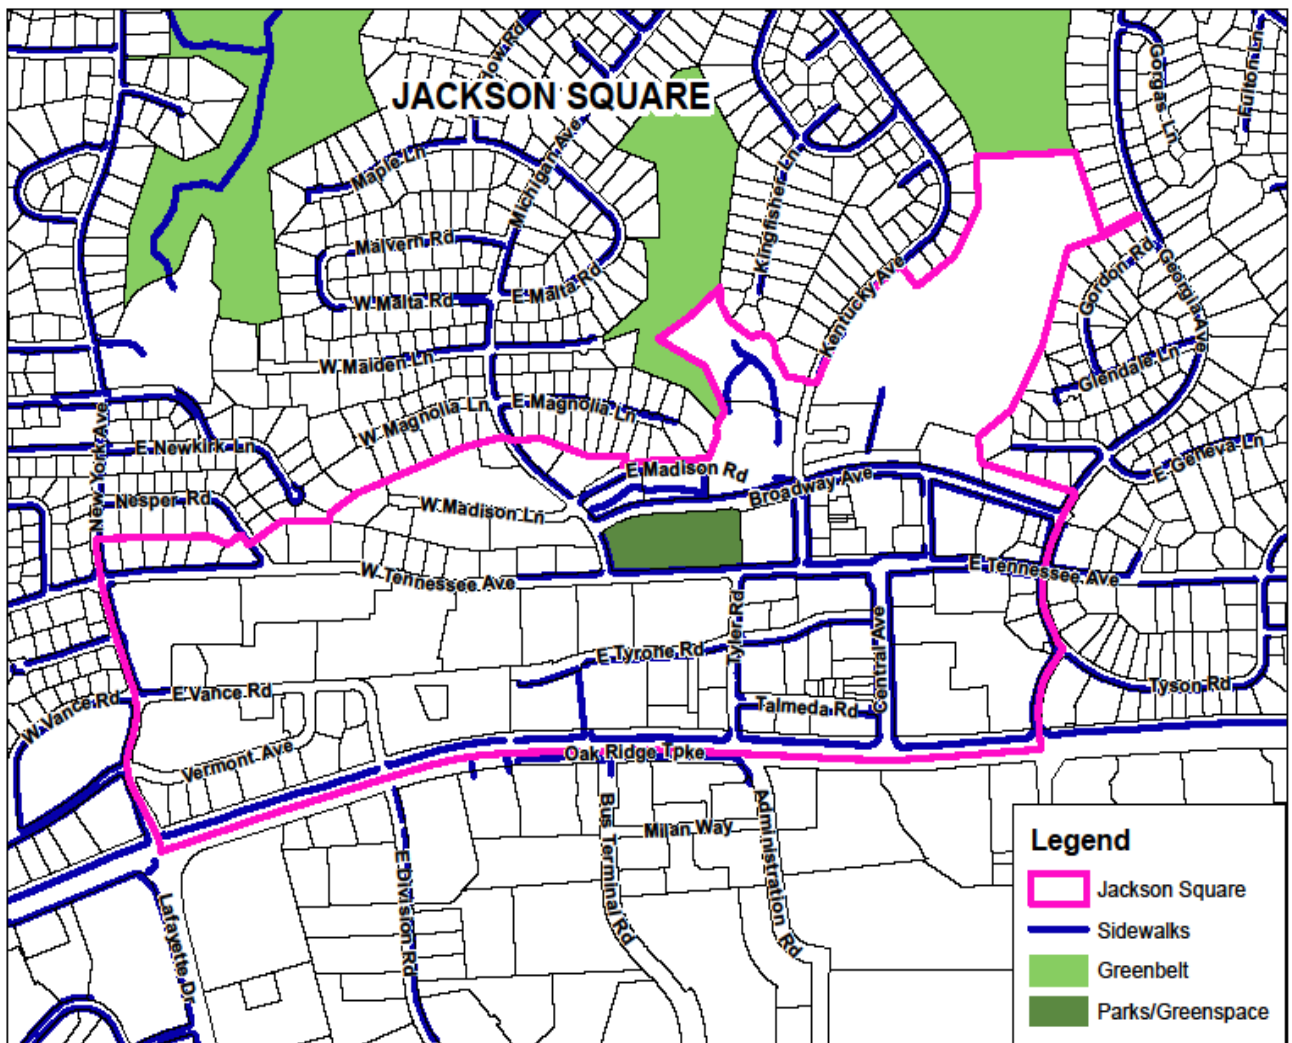 JACKSON SQUARE
Gorgas Ln
Fulton Ln
Maple Ln
Michigan Ave
Kingfisher Ln
Malvern Rd
E Malta Rd
W Malta Rd
Kentucky Ave
Gordon Rd
Georgia Ave
W Maiden Ln
Glendale Ln
W Magnolia Ln
E Magnolia Ln
New York Ave
E Newkirk Ln
E Geneva Ln
E Madison Rd
Broadway Ave
Nesper Rd
W Madison Ln
W Tennessee Ave
E Tennessee Ave
E Tyrone Rd
Tyler Rd
Central Ave
Tyson Rd
W Vance Rd
E Vance Rd
Talmeda Rd
Vermont Ave
Oak Ridge Tpke
Bus Terminal Rd
Milan Way
Administration Rd
E Division Rd
Lafayette Dr
Legend
Jackson Square
Sidewalks
Greenbelt
Parks/Greenspace